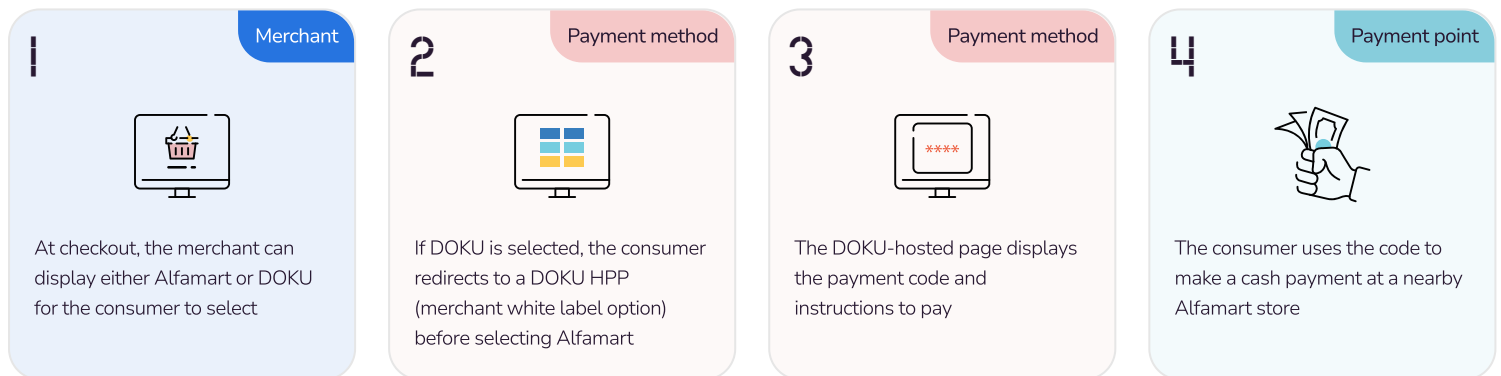 1
Merchant
At checkout, the merchant can
display either Alfamart or DOKU
for the consumer to select
2
Payment method
If DOKU is selected, the consumer
redirects to a DOKU HPP
(merchant white label option)
before selecting Alfamart
3
Payment method
****
The DOKU-hosted page displays
the payment code and
instructions to pay
4
Payment point
The consumer uses the code to
make a cash payment at a nearby
Alfamart store